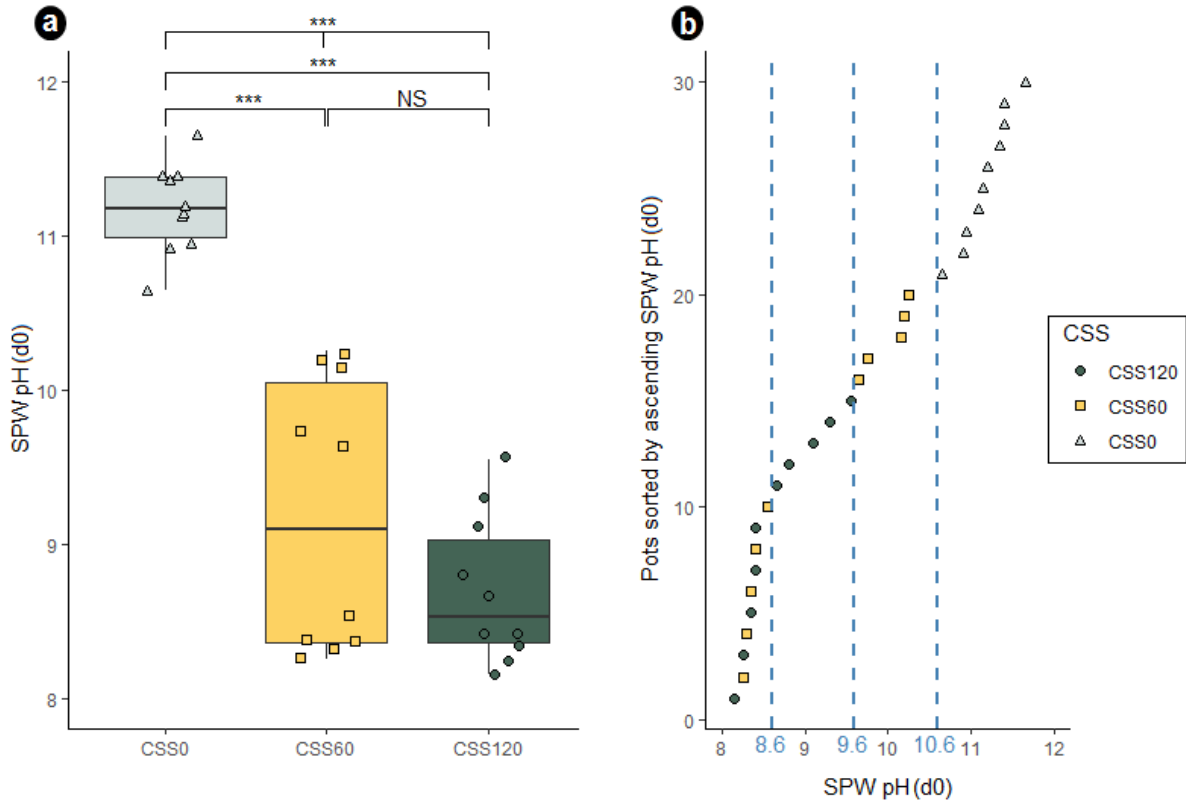 a
***
***
***
NS
SPW pH (d0)
12
11
10
9
8
CSS0
CSS60
CSS120
b
Pots sorted by ascending SPW pH (d0)
30
20
10
0
8
8.6
9
9.6
10
10.6
11
12
SPW pH (d0)
CSS
CSS120
CSS60
CSS0